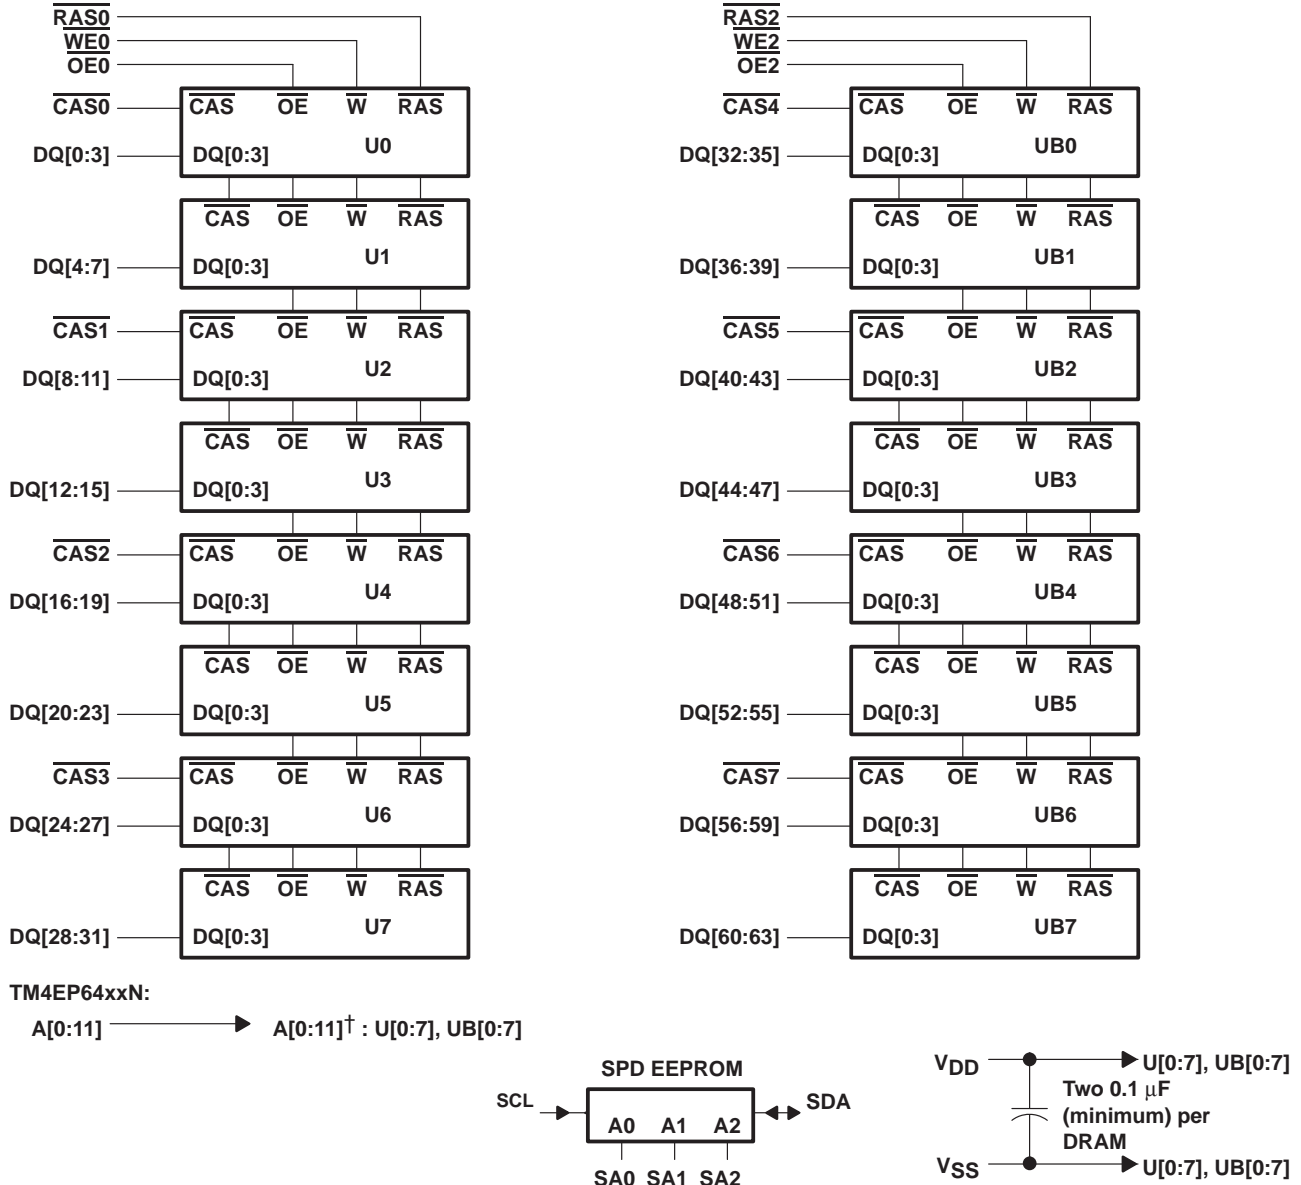 RAS0
WE0
OE0
CAS0 CAS OE W RAS
U0
DQ[0:3] DQ[0:3]
CAS OE W RAS
U1
DQ[4:7] DQ[0:3]
CAS1 CAS OE W RAS
U2
DQ[8:11] DQ[0:3]
CAS OE W RAS
U3
DQ[12:15] DQ[0:3]
CAS2 CAS OE W RAS
U4
DQ[16:19] DQ[0:3]
CAS OE W RAS
U5
DQ[20:23] DQ[0:3]
CAS3 CAS OE W RAS
U6
DQ[24:27] DQ[0:3]
CAS OE W RAS
U7
DQ[28:31] DQ[0:3]
RAS2
WE2
OE2
CAS4 CAS OE W RAS
UB0
DQ[32:35] DQ[0:3]
CAS OE W RAS
UB1
DQ[36:39] DQ[0:3]
CAS5 CAS OE W RAS
UB2
DQ[40:43] DQ[0:3]
CAS OE W RAS
UB3
DQ[44:47] DQ[0:3]
CAS6 CAS OE W RAS
UB4
DQ[48:51] DQ[0:3]
CAS OE W RAS
UB5
DQ[52:55] DQ[0:3]
CAS7 CAS OE W RAS
UB6
DQ[56:59] DQ[0:3]
CAS OE W RAS
UB7
DQ[60:63] DQ[0:3]
TM4EP64xxN:
A[0:11] A[0:11]† : U[0:7], UB[0:7]
SPD EEPROM
SCL SDA
A0 A1 A2
SA0 SA1 SA2
VDD U[0:7], UB[0:7]
Two 0.1 μF
(minimum) per
DRAM
VSS U[0:7], UB[0:7]